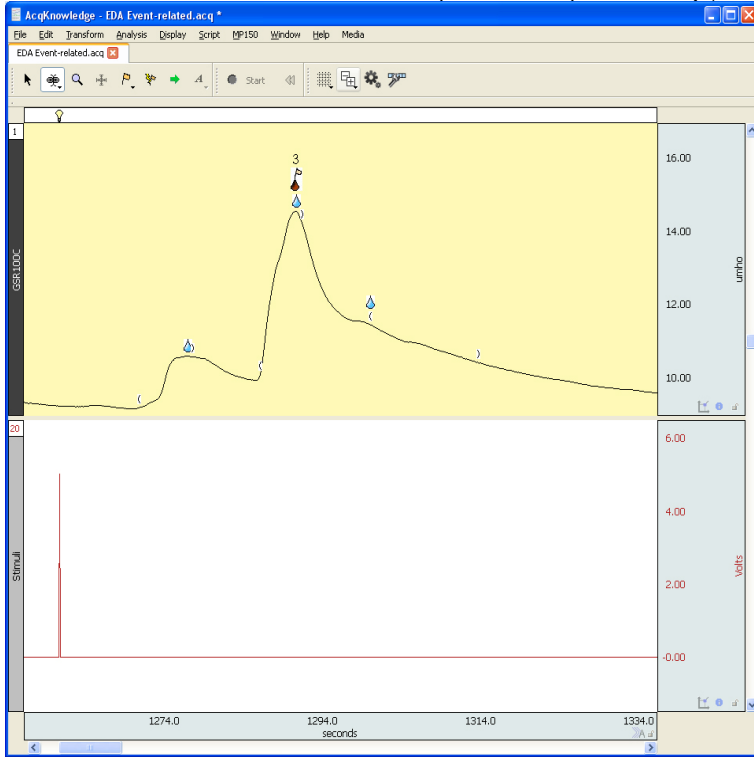 AcqKnowledge - EDA Event-related.acq *
File Edit Transform Analysis Display Script MP150 Window Help Media
EDA Event-related.acq
Start
1
3
GSR100C
16.00
14.00
12.00
10.00
umho
20
Stimuli
6.00
4.00
2.00
-0.00
Volts
1274.0 1294.0 1314.0 1334.0
seconds